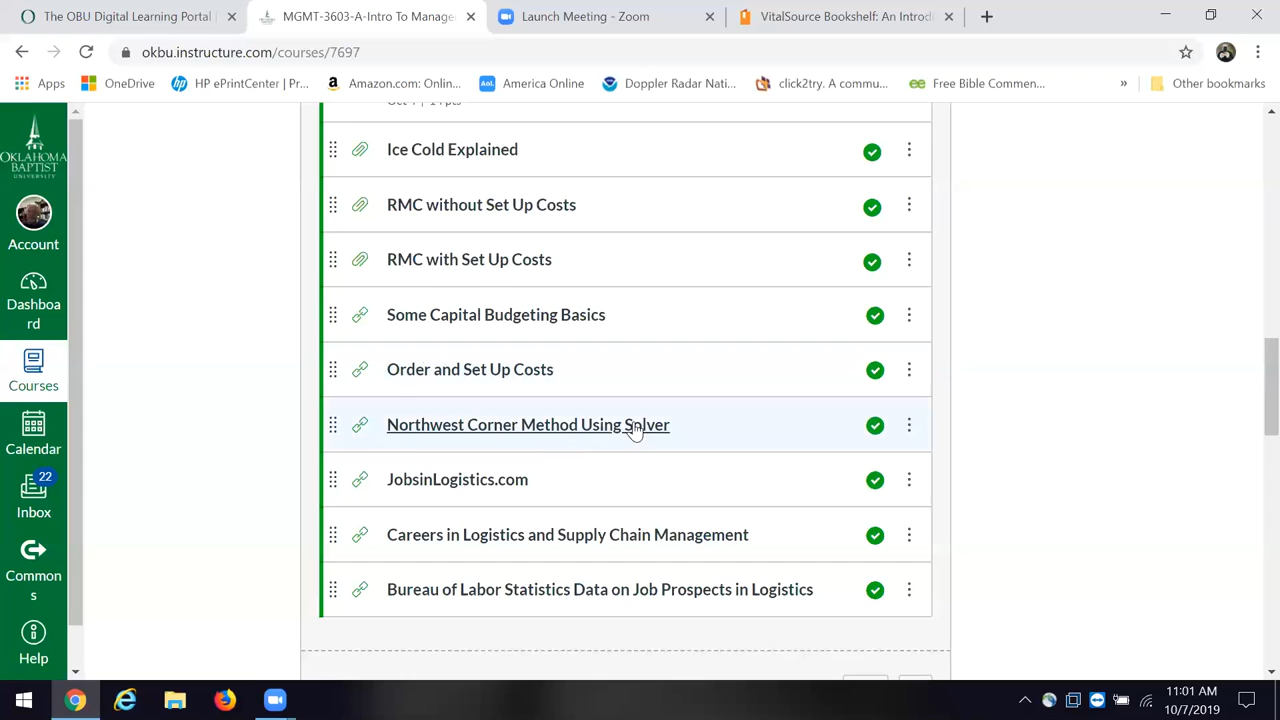 The OBU Digital Learning Portal
MGMT-3603-A-Intro To Manage
Launch Meeting - Zoom
VitalSource Bookshelf: An Introd
okbu.instructure.com/courses/7697
Apps
OneDrive
HP ePrintCenter | Pr...
Amazon.com: Onlin...
Aol.
America Online
Doppler Radar Nati...
click2try. A commu...
Free Bible Commen...
»
Other bookmarks
OKLAHOMA
BAPTIST
UNIVERSITY
Account
Dashboa
rd
Courses
Calendar
22
Inbox
Common
s
Help
Ice Cold Explained
RMC without Set Up Costs
RMC with Set Up Costs
Some Capital Budgeting Basics
Order and Set Up Costs
Northwest Corner Method Using Solver
JobsinLogistics.com
Careers in Logistics and Supply Chain Management
Bureau of Labor Statistics Data on Job Prospects in Logistics
11:01 AM
10/7/2019